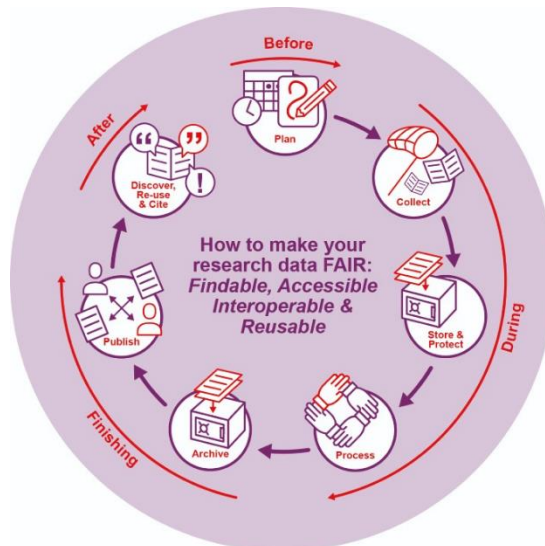 Before
Plan
Collect
During
Store &
Protect
Process
Archive
Finishing
Publish
After
Discover,
Re-use
& Cite
How to make your
research data FAIR:
Findable, Accessible
Interoperable &
Reusable